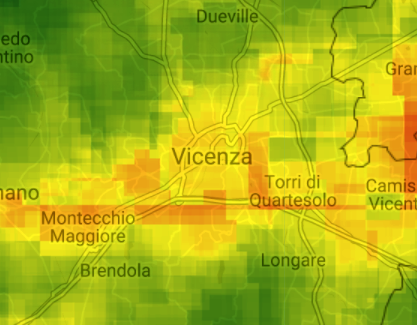 Dueville
edo
ntino
Gran
Vicenza
Torri di
Quartesolo
Camis
Vicent
nano
Montecchio
Maggiore
Brendola
Longare